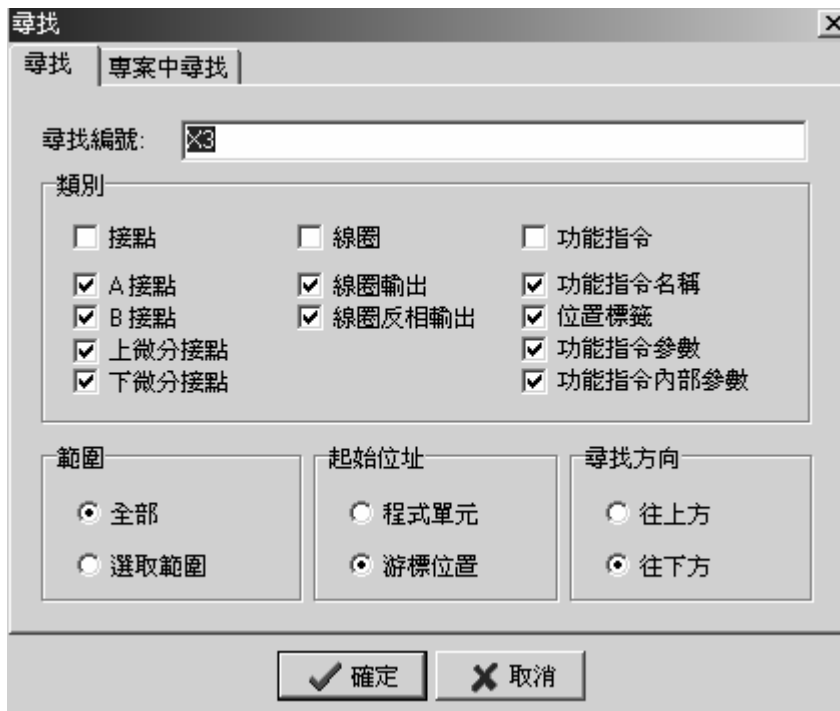 尋找
尋找 專案中尋找
尋找編號: X3
類別
接點 線圈 功能指令
A 接點 線圈輸出 功能指令名稱
B 接點 線圈反相輸出 位置標籤
上微分接點 功能指令參數
下微分接點 功能指令內部參數
範圍 起始位址 尋找方向
全部 程式單元 往上方
選取範圍 游標位置 往下方
確定 取消